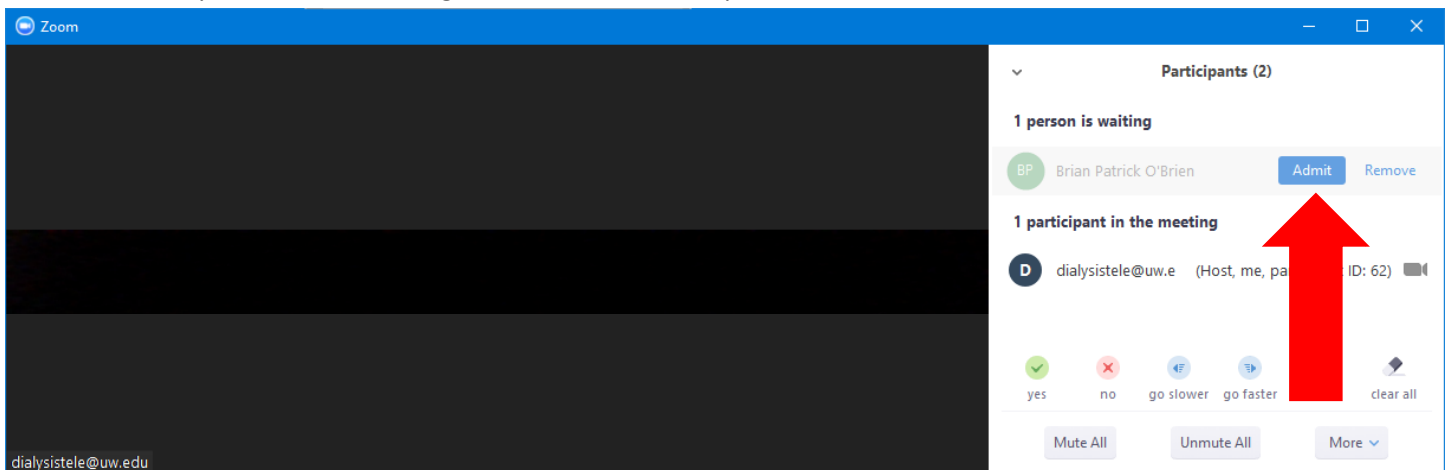 Zoom
Participants (2)
1 person is waiting
BP Brian Patrick O'Brien Admit Remove
1 participant in the meeting
D dialysistele@uw.e (Host, me, pa ID: 62)
yes no go slower go faster clear all
Mute All Unmute All More
dialysistele@uw.edu